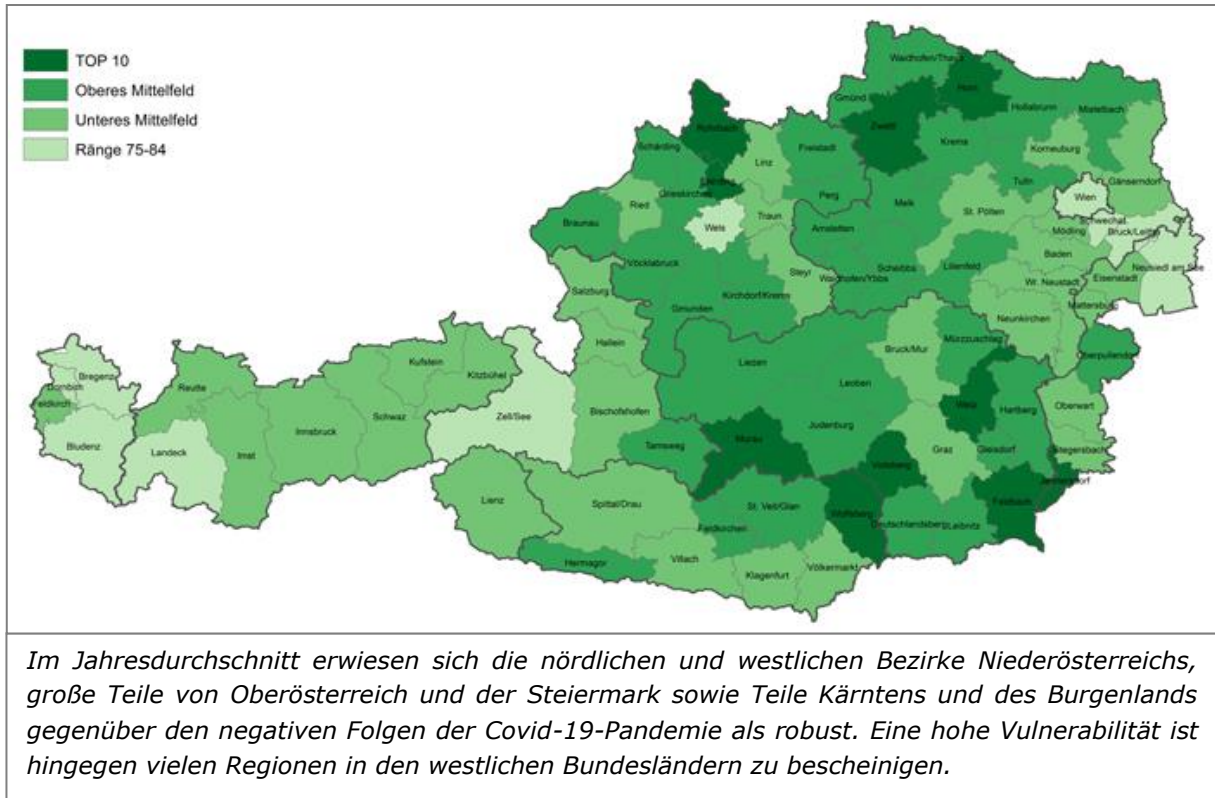 TOP 10
Oberes Mittelfeld
Unteres Mittelfeld
Ränge 75-84
Waidhofen/Thaya
Horn
Gmünd
Hollabrunn
Mistelbach
Zwettl
Rohrbach
Krems
Korneuburg
Schärding
Freistadt
Linz
Eferding
Grieskirchen
Tulln
Gänserndorf
Perg
Wien
Ried
Melk
St. Pölten
Traun
Schwechat
Braunau
Wels
Amstetten
Mödling
Bruck/Leitha
Baden
Vöcklabruck
Steyr
Scheibbs
Lilienfeld
Neusiedl am See
Waidhofen/Ybbs
Eisenstadt
Wr. Neustadt
Salzburg
Kirchdorf/Krems
Mattersburg
Gmunden
Neunkirchen
Hallein
Mürzzuschlag
Bruck/Mur
Oberpullendorf
Kufstein
Liezen
Bregenz
Kitzbühel
Leoben
Dornbirn
Reutte
Feldkirch
Weiz
Hartberg
Oberwart
Schwaz
Zell/See
Bischofshofen
Innsbruck
Judenburg
Bludenz
Landeck
Imst
Tamsweg
Murau
Graz
Gleisdorf
Stegersbach
Voitsberg
Jennersdorf
Lienz
Spittal/Drau
St. Veit/Glan
Wolfsberg
Feldbach
Feldkirchen
Deutschlandsberg
Leibnitz
Hermagor
Villach
Völkermarkt
Klagenfurt
Im Jahresdurchschnitt erwiesen sich die nördlichen und westlichen Bezirke Niederösterreichs,
große Teile von Oberösterreich und der Steiermark sowie Teile Kärntens und des Burgenlands
gegenüber den negativen Folgen der Covid-19-Pandemie als robust. Eine hohe Vulnerabilität ist
hingegen vielen Regionen in den westlichen Bundesländern zu bescheinigen.